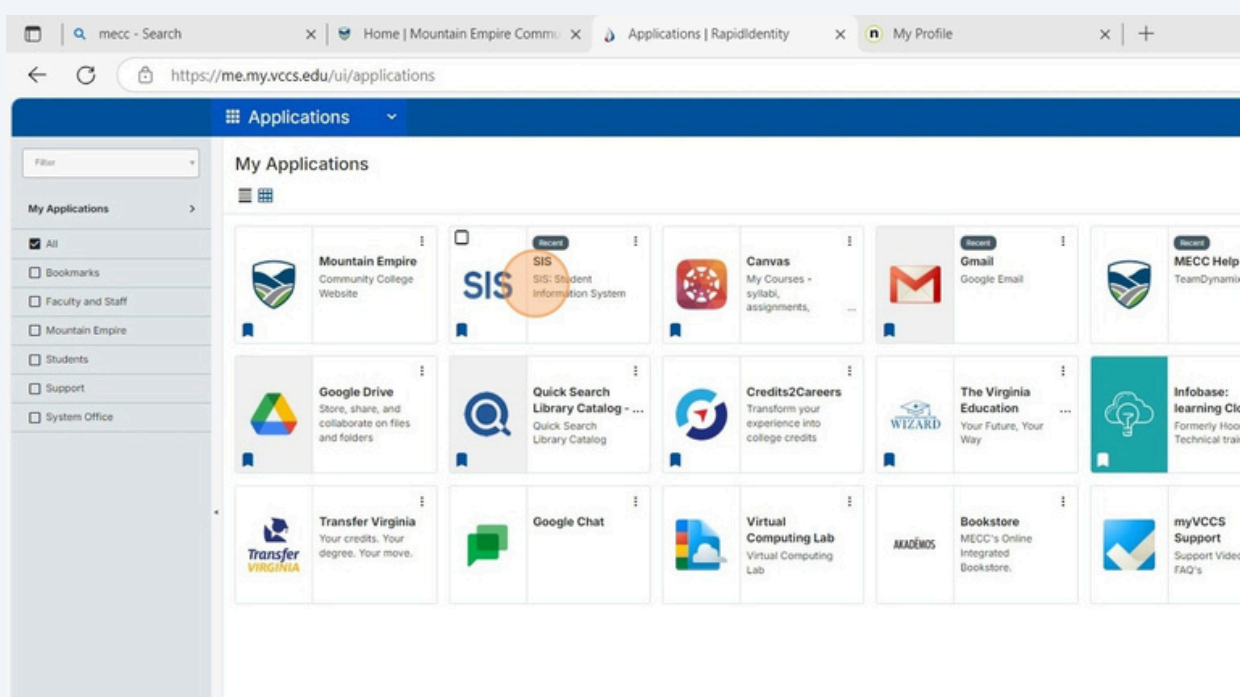 mecc - Search
Home | Mountain Empire Commu
Applications | RapidIdentity
My Profile
https://me.my.vccs.edu/ui/applications
Applications
Filter
My Applications
All
Bookmarks
Faculty and Staff
Mountain Empire
Students
Support
System Office
My Applications
Mountain Empire
Community College
Website
Recent
SIS
SIS
SIS: Student
Information System
Canvas
My Courses -
syllabi,
assignments, ...
Recent
Gmail
Google Email
Recent
MECC Help
TeamDynamix
Google Drive
Store, share, and
collaborate on files
and folders
Quick Search
Library Catalog - ...
Quick Search
Library Catalog
Credits2Careers
Transform your
experience into
college credits
WIZARD
The Virginia
Education ...
Your Future, Your
Way
Infobase:
learning Clo
Formerly Hoo
Technical trai
Transfer
VIRGINIA
Transfer Virginia
Your credits. Your
degree. Your move.
Google Chat
Virtual
Computing Lab
Virtual Computing
Lab
AKADĒMOS
Bookstore
MECC's Online
Integrated
Bookstore.
myVCCS
Support
Support Video
FAQ's